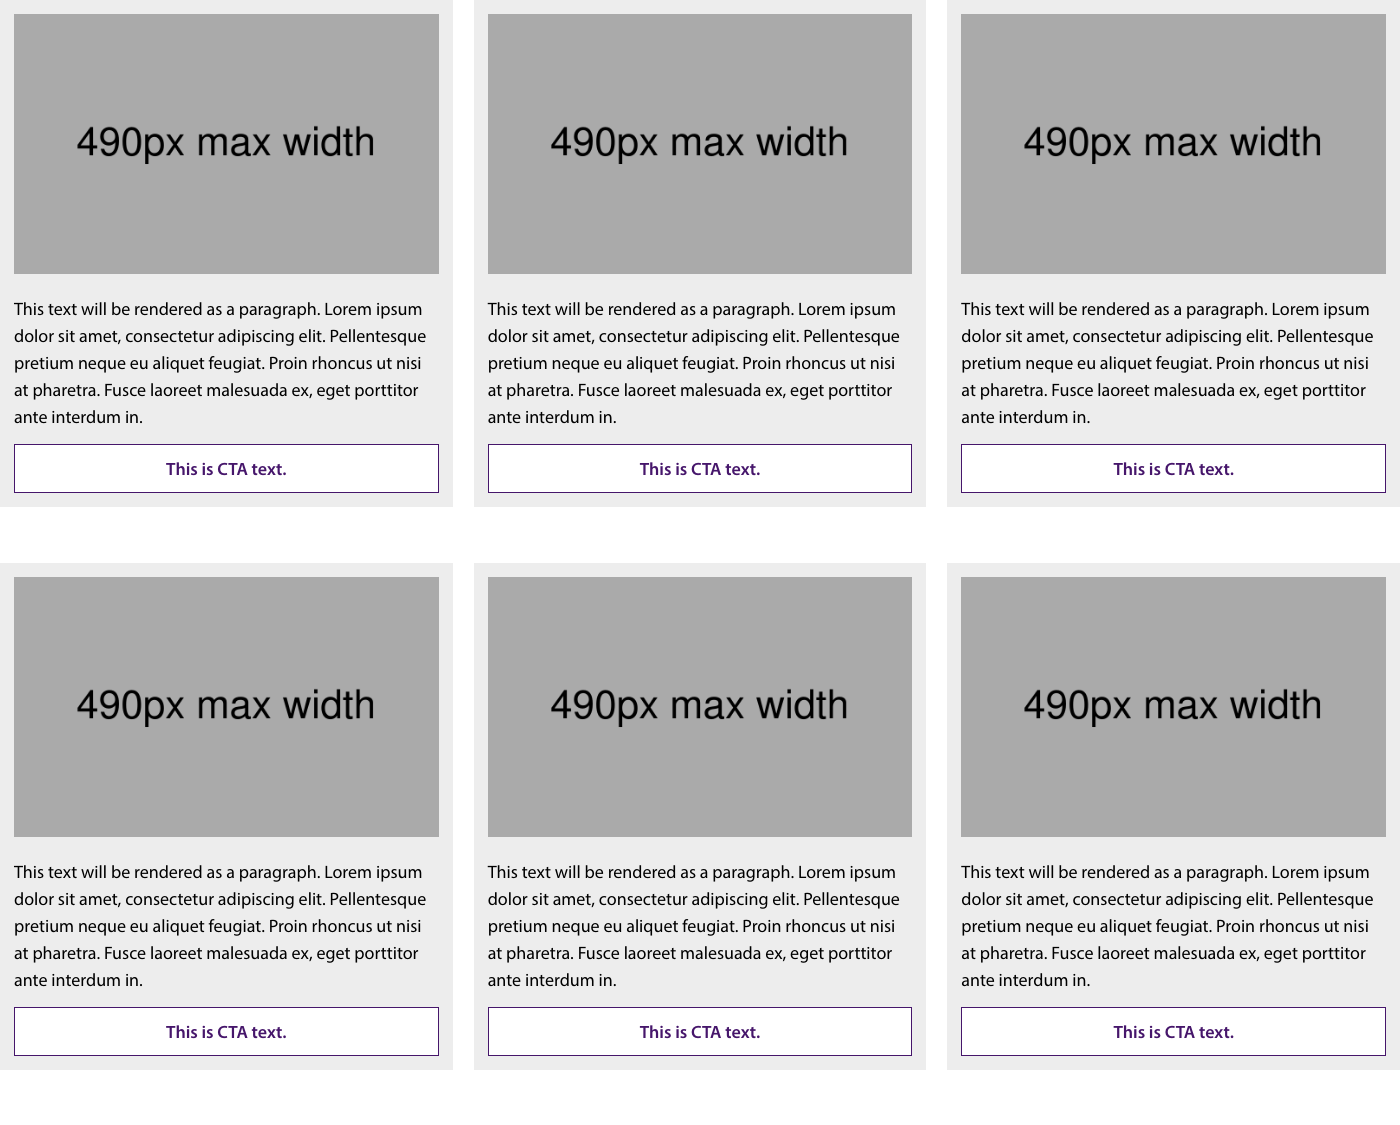 490px max width
490px max width
490px max width
This text will be rendered as a paragraph. Lorem ipsum
dolor sit amet, consectetur adipiscing elit. Pellentesque
pretium neque eu aliquet feugiat. Proin rhoncus ut nisi
at pharetra. Fusce laoreet malesuada ex, eget porttitor
ante interdum in.
This is CTA text.
This text will be rendered as a paragraph. Lorem ipsum
dolor sit amet, consectetur adipiscing elit. Pellentesque
pretium neque eu aliquet feugiat. Proin rhoncus ut nisi
at pharetra. Fusce laoreet malesuada ex, eget porttitor
ante interdum in.
This is CTA text.
This text will be rendered as a paragraph. Lorem ipsum
dolor sit amet, consectetur adipiscing elit. Pellentesque
pretium neque eu aliquet feugiat. Proin rhoncus ut nisi
at pharetra. Fusce laoreet malesuada ex, eget porttitor
ante interdum in.
This is CTA text.
490px max width
490px max width
490px max width
This text will be rendered as a paragraph. Lorem ipsum
dolor sit amet, consectetur adipiscing elit. Pellentesque
pretium neque eu aliquet feugiat. Proin rhoncus ut nisi
at pharetra. Fusce laoreet malesuada ex, eget porttitor
ante interdum in.
This is CTA text.
This text will be rendered as a paragraph. Lorem ipsum
dolor sit amet, consectetur adipiscing elit. Pellentesque
pretium neque eu aliquet feugiat. Proin rhoncus ut nisi
at pharetra. Fusce laoreet malesuada ex, eget porttitor
ante interdum in.
This is CTA text.
This text will be rendered as a paragraph. Lorem ipsum
dolor sit amet, consectetur adipiscing elit. Pellentesque
pretium neque eu aliquet feugiat. Proin rhoncus ut nisi
at pharetra. Fusce laoreet malesuada ex, eget porttitor
ante interdum in.
This is CTA text.